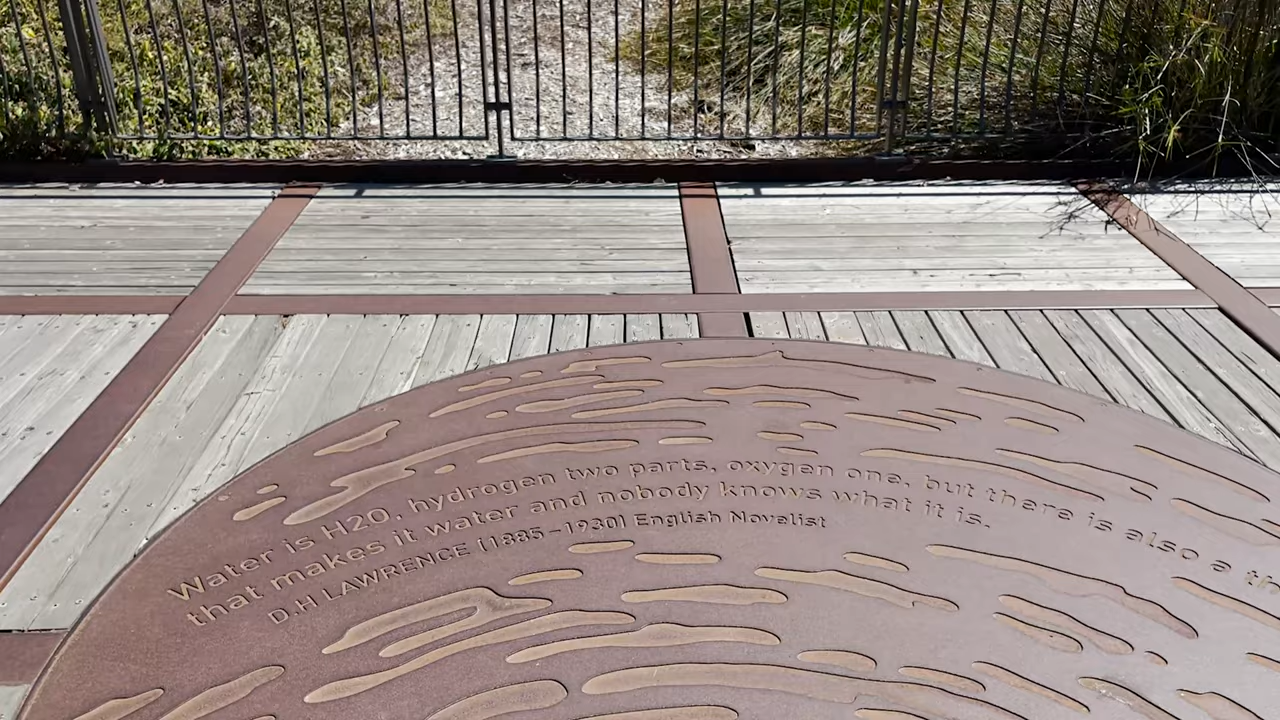 Water is H2O, hydrogen two parts, oxygen one, but there is also a
that makes it water and nobody knows what it is.
D.H LAWRENCE (1885-1930) English Novelist